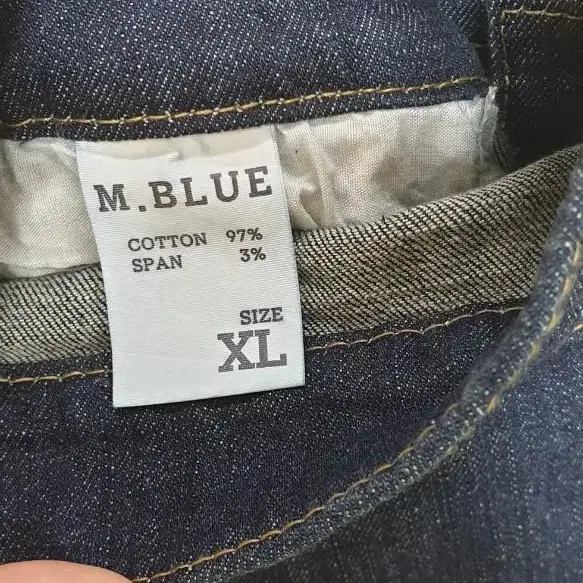 M.BLUE
COTTON 97%
SPAN 3%
SIZE
XL